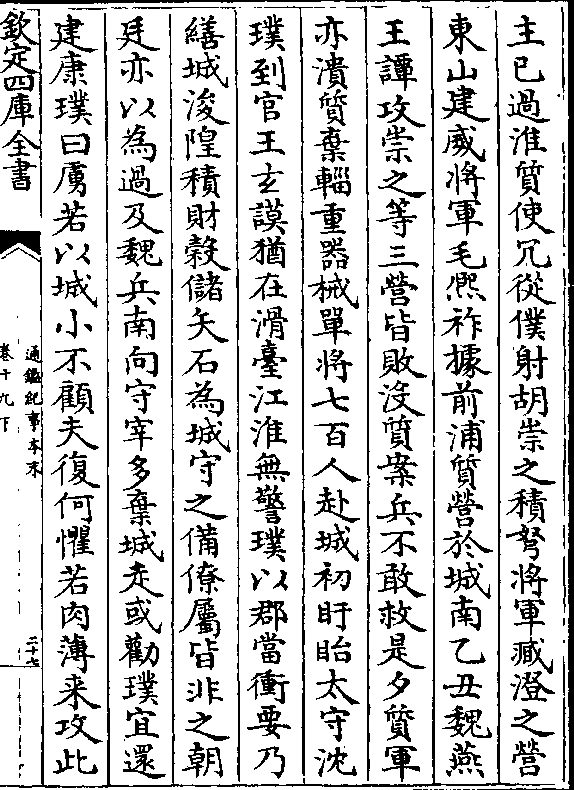 主已過淮質使冗從僕射胡崇之積弩將軍臧澄之營
東山建威將軍毛熈祚據前浦質營於城南乙丑魏燕
王譚攻崇之等三營皆敗沒質案兵不敢救是夕質軍
亦潰質棄輜重器械單將七百人赴城初盱眙太守沈
璞到官王玄謨猶在滑臺江淮無警璞以郡當衝要乃
繕城浚隍積財穀儲矢石為城守之備僚屬皆非之朝
廷亦以為過及魏兵南向守宰多棄城走或勸璞宜還
建康璞曰虜若以城小不顧夫復何懼若肉薄来攻此
欽定四庫全書
通鑑紀事本末
卷十九下
二十七